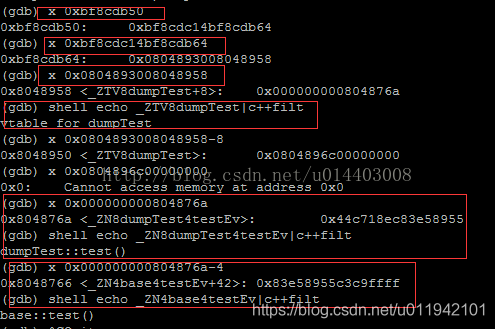 (gdb) x 0xbf8cdb50
0xbf8cdb50: 0xbf8cdc14bf8cdb64
(gdb) x 0xbf8cdc14bf8cdb64
0xbf8cdb64: 0x0804893008048958
(gdb) x 0x0804893008048958
0x8048958 <_ZTV8dumpTest+8>: 0x000000000804876a
(gdb) shell echo _ZTV8dumpTest|c++filt
vtable for dumpTest
(gdb) x 0x0804893008048958-8
0x8048950 <_ZTV8dumpTest>: 0x0804896c00000000
(gdb) x 0x0804896c00000000
0x0: Cannot access memory at address 0x0
http://blog.csdn.net/u014403008
(gdb) x 0x000000000804876a
0x804876a <_ZN8dumpTest4testEv>: 0x44c718ec83e58955
(gdb) shell echo _ZN8dumpTest4testEv|c++filt
dumpTest::test()
(gdb) x 0x000000000804876a-4
0x8048766 <_ZN4base4testEv+42>: 0x83e58955c3c9ffff
(gdb) shell echo _ZN4base4testEv|c++filt
base::test()
https://blog.csdn.net/u011942101